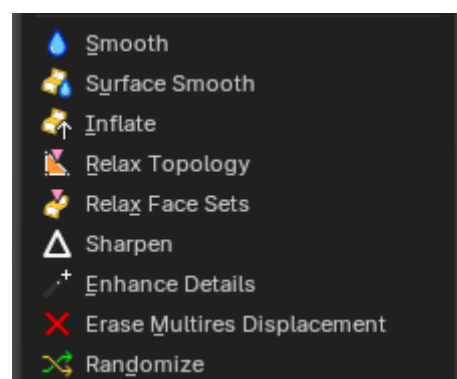 Smooth
Surface Smooth
Inflate
Relax Topology
Relax Face Sets
Sharpen
Enhance Details
Erase Multires Displacement
Randomize